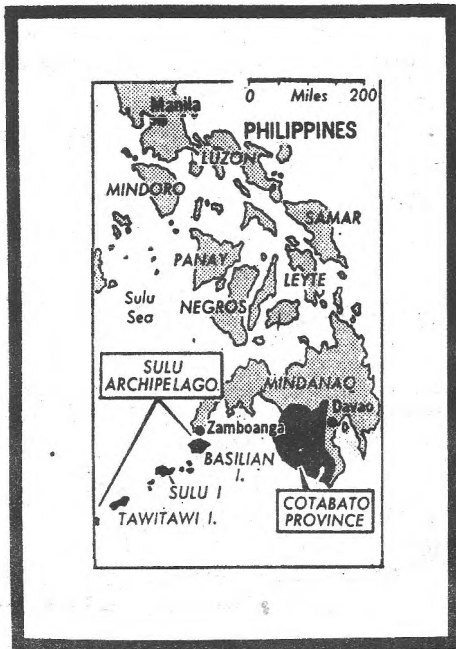 Manila
0 Miles 200
PHILIPPINES
LUZON
MINDORO
SAMAR
PANAY
LEYTE
Sulu
Sea
NEGROS
SULU
ARCHIPELAGO
MINDANAO
Davao
Zamboanga
BASILIAN
I.
SULU I
TAWITAWI I.
COTABATO
PROVINCE